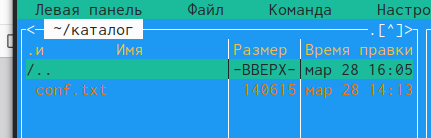 Левая панель Файл Команда Настро
<- ~/каталог .[^]>
.и Имя Размер Время правки
/.. -ВВЕРХ- мар 28 16:05
conf.txt 140615 мар 28 14:13